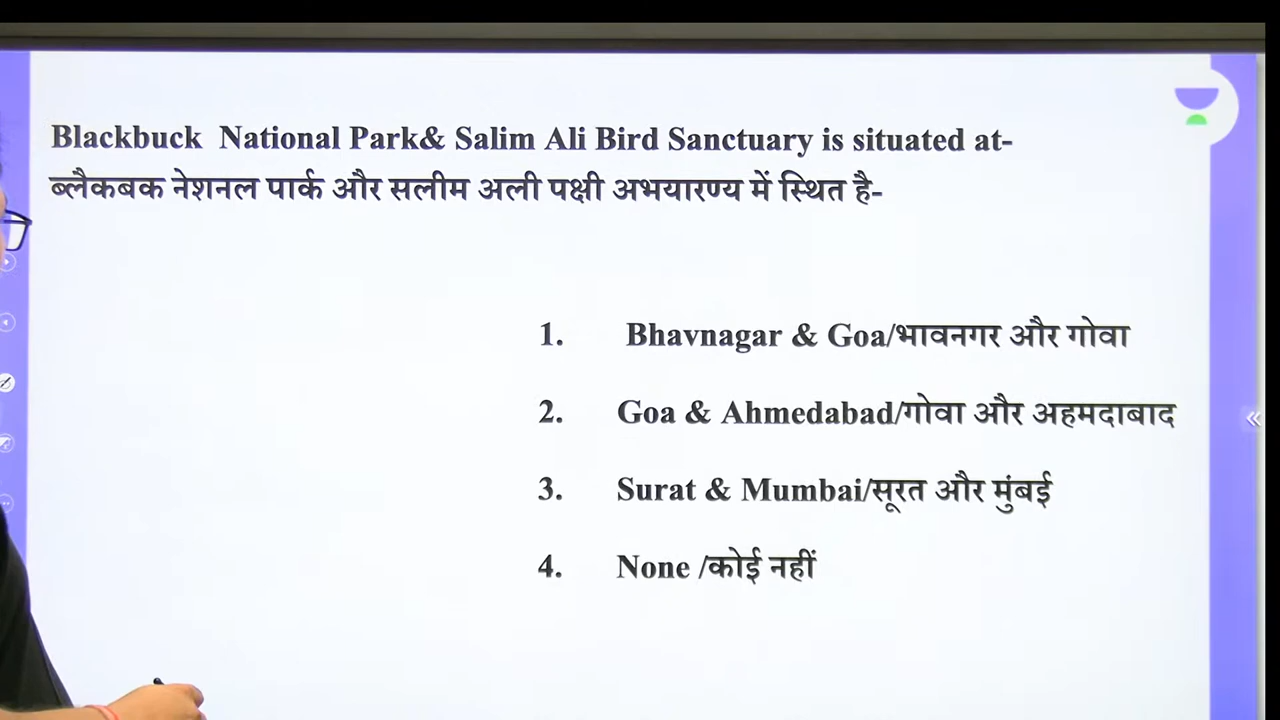 Blackbuck National Park& Salim Ali Bird Sanctuary is situated at-
ब्लैकबक नेशनल पार्क और सलीम अली पक्षी अभयारण्य में स्थित है-
1. Bhavnagar & Goa/भावनगर और गोवा
2. Goa & Ahmedabad/गोवा और अहमदाबाद
3. Surat & Mumbai/सूरत और मुंबई
4. None /कोई नहीं